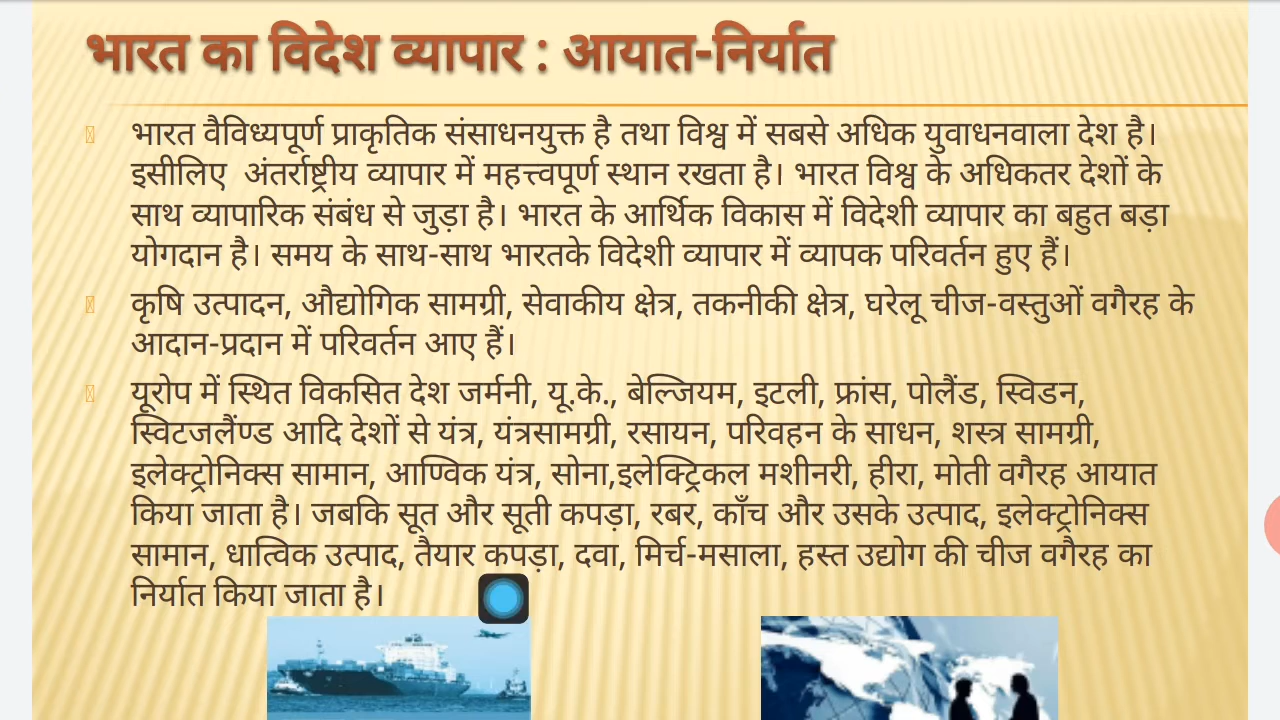 भारत का विदेश व्यापार : आयात-निर्यात
भारत वैविध्यपूर्ण प्राकृतिक संसाधनयुक्त है तथा विश्व में सबसे अधिक युवाधनवाला देश है।
इसीलिए अंतर्राष्ट्रीय व्यापार में महत्त्वपूर्ण स्थान रखता है। भारत विश्व के अधिकतर देशों के
साथ व्यापारिक संबंध से जुड़ा है। भारत के आर्थिक विकास में विदेशी व्यापार का बहुत बड़ा
योगदान है। समय के साथ-साथ भारतके विदेशी व्यापार में व्यापक परिवर्तन हुए हैं।
कृषि उत्पादन, औद्योगिक सामग्री, सेवाकीय क्षेत्र, तकनीकी क्षेत्र, घरेलू चीज-वस्तुओं वगैरह के
आदान-प्रदान में परिवर्तन आए हैं।
यूरोप में स्थित विकसित देश जर्मनी, यू.के., बेल्जियम, इटली, फ्रांस, पोलैंड, स्विडन,
स्विटजलैंण्ड आदि देशों से यंत्र, यंत्रसामग्री, रसायन, परिवहन के साधन, शस्त्र सामग्री,
इलेक्ट्रोनिक्स सामान, आण्विक यंत्र, सोना,इलेक्ट्रिकल मशीनरी, हीरा, मोती वगैरह आयात
किया जाता है। जबकि सूत और सूती कपड़ा, रबर, काँच और उसके उत्पाद, इलेक्ट्रोनिक्स
सामान, धात्विक उत्पाद, तैयार कपड़ा, दवा, मिर्च-मसाला, हस्त उद्योग की चीज वगैरह का
निर्यात किया जाता है।